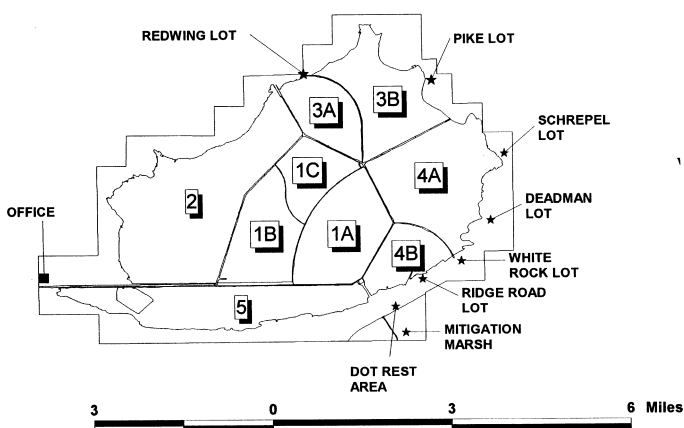 REDWING LOT
PIKE LOT
3A
3B
SCHREPEL
LOT
1C
4A
2
DEADMAN
LOT
OFFICE
1B
1A
4B
WHITE
ROCK LOT
RIDGE ROAD
LOT
5
MITIGATION
MARSH
DOT REST
AREA
3 0 3 6 Miles